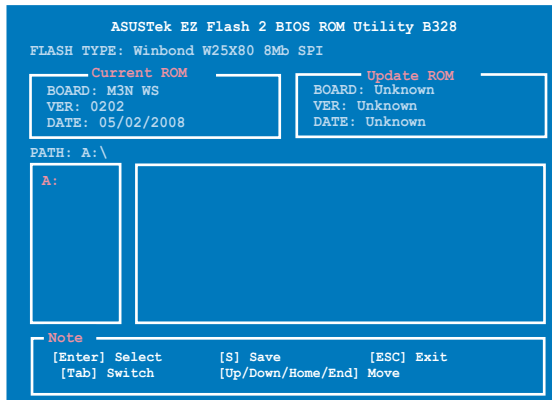 ASUSTek EZ Flash 2 BIOS ROM Utility B328
FLASH TYPE: Winbond W25X80 8Mb SPI
Current ROM
BOARD: M3N WS
VER: 0202
DATE: 05/02/2008
Update ROM
BOARD: Unknown
VER: Unknown
DATE: Unknown
PATH: A:\
A:
Note
[Enter] Select [S] Save [ESC] Exit
[Tab] Switch [Up/Down/Home/End] Move